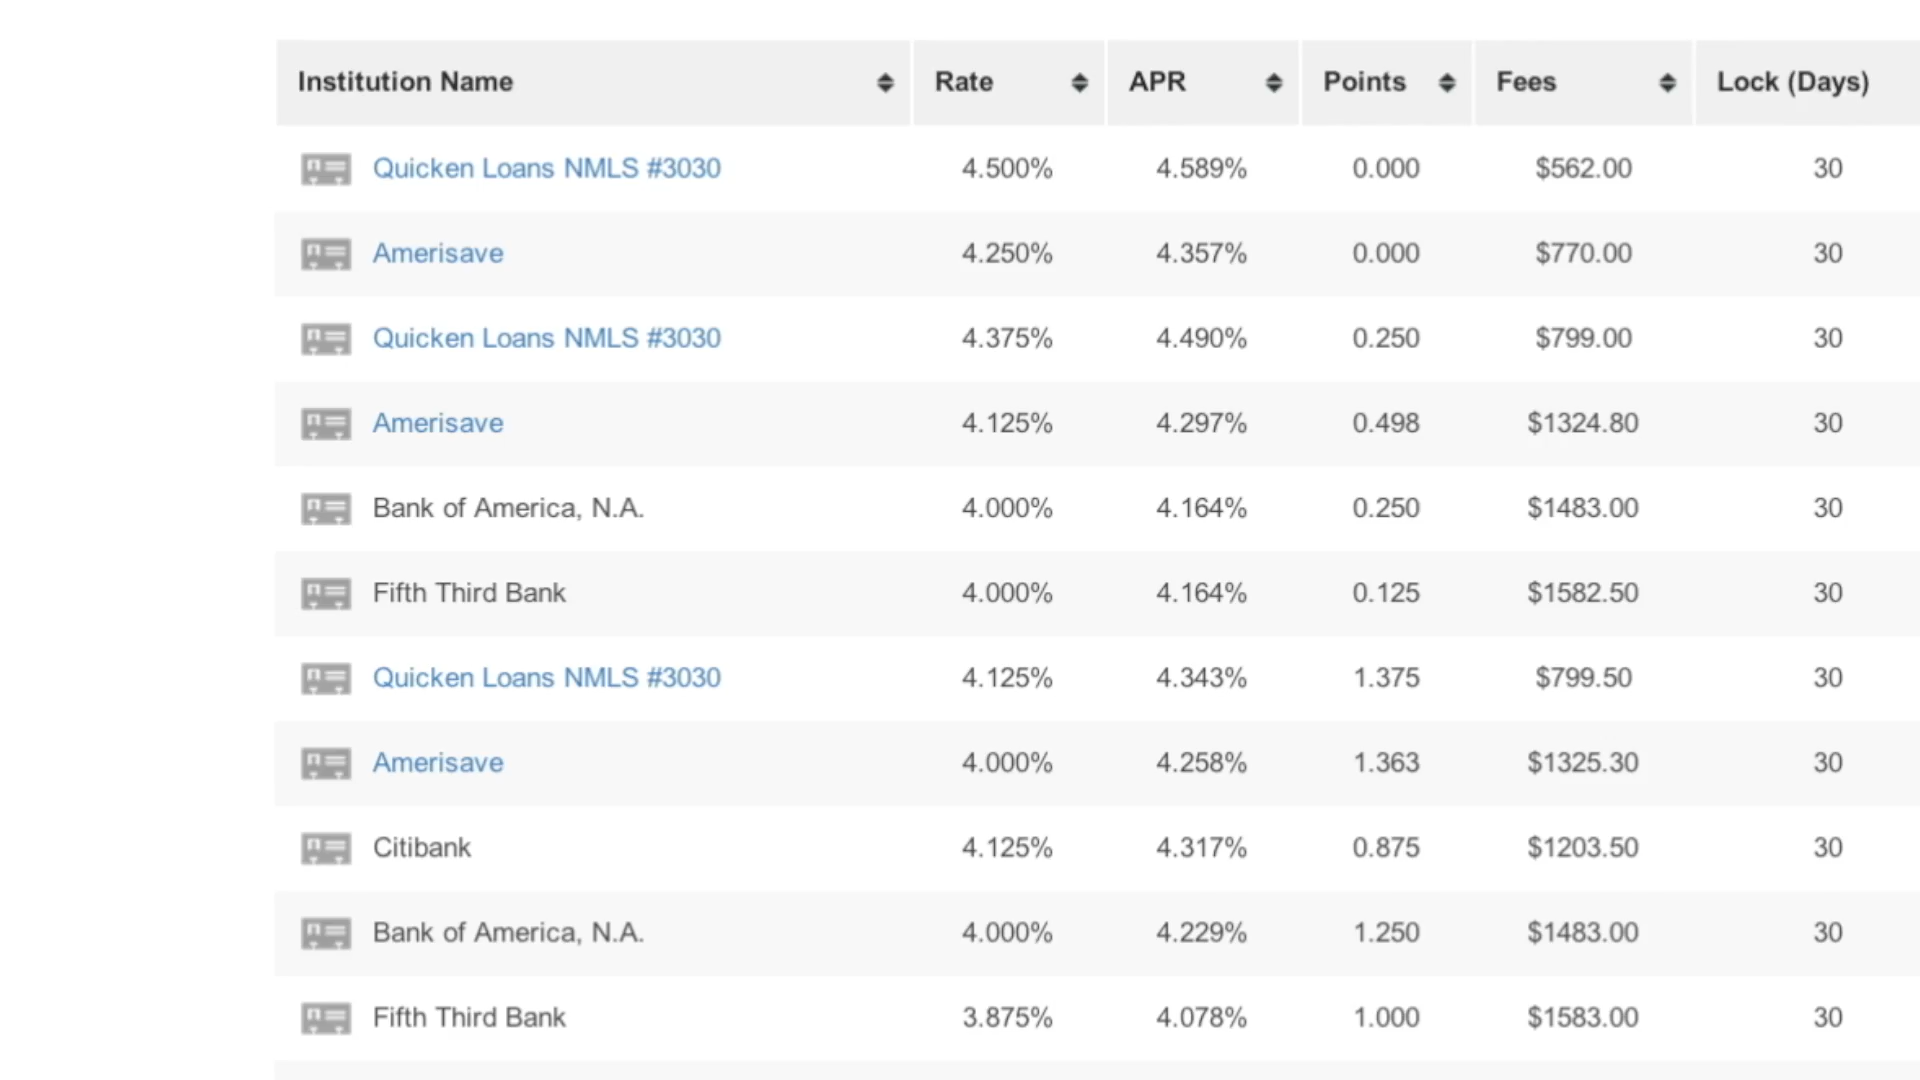 Institution Name Rate APR Points Fees Lock (Days)
Quicken Loans NMLS #3030 4.500% 4.589% 0.000 $562.00 30
Amerisave 4.250% 4.357% 0.000 $770.00 30
Quicken Loans NMLS #3030 4.375% 4.490% 0.250 $799.00 30
Amerisave 4.125% 4.297% 0.498 $1324.80 30
Bank of America, N.A. 4.000% 4.164% 0.250 $1483.00 30
Fifth Third Bank 4.000% 4.164% 0.125 $1582.50 30
Quicken Loans NMLS #3030 4.125% 4.343% 1.375 $799.50 30
Amerisave 4.000% 4.258% 1.363 $1325.30 30
Citibank 4.125% 4.317% 0.875 $1203.50 30
Bank of America, N.A. 4.000% 4.229% 1.250 $1483.00 30
Fifth Third Bank 3.875% 4.078% 1.000 $1583.00 30